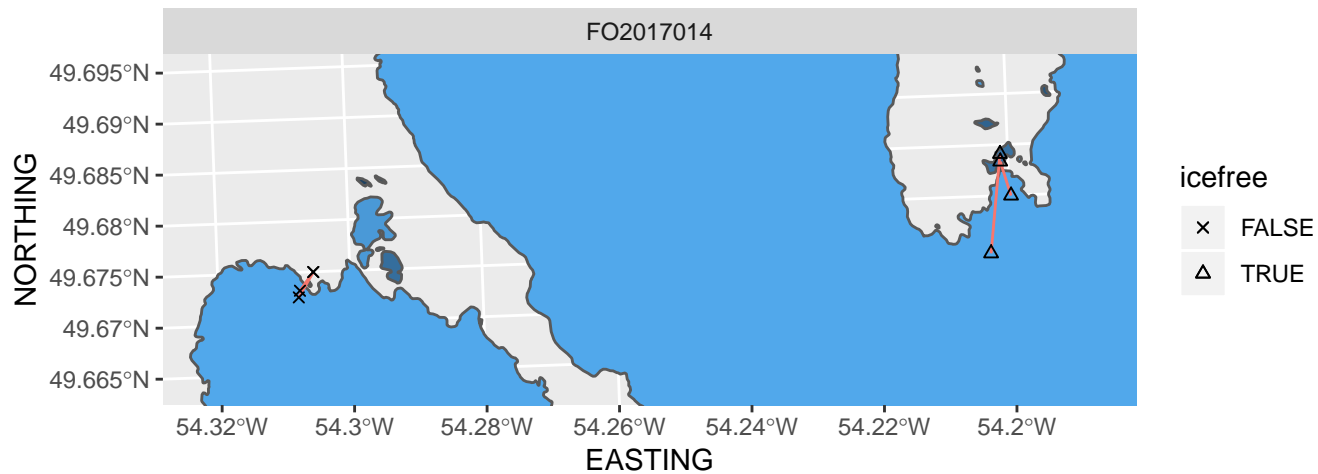 FO2017014
49.695°N
49.69°N
49.685°N
49.68°N
49.675°N
49.67°N
49.665°N
NORTHING
54.32°W 54.3°W 54.28°W 54.26°W 54.24°W 54.22°W 54.2°W
EASTING
icefree
FALSE
TRUE